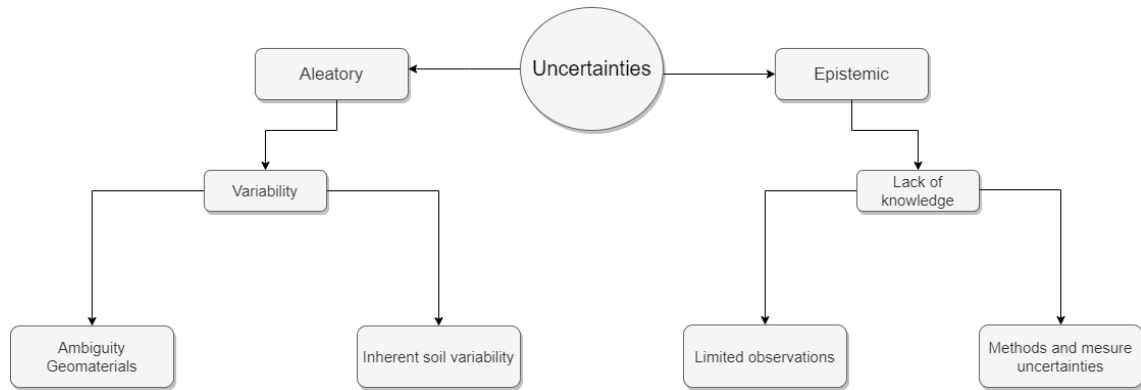 Uncertainties
Aleatory
Epistemic
Variability
Lack of
knowledge
Ambiguity
Geomaterials
Inherent soil variability
Limited observations
Methods and mesure
uncertainties